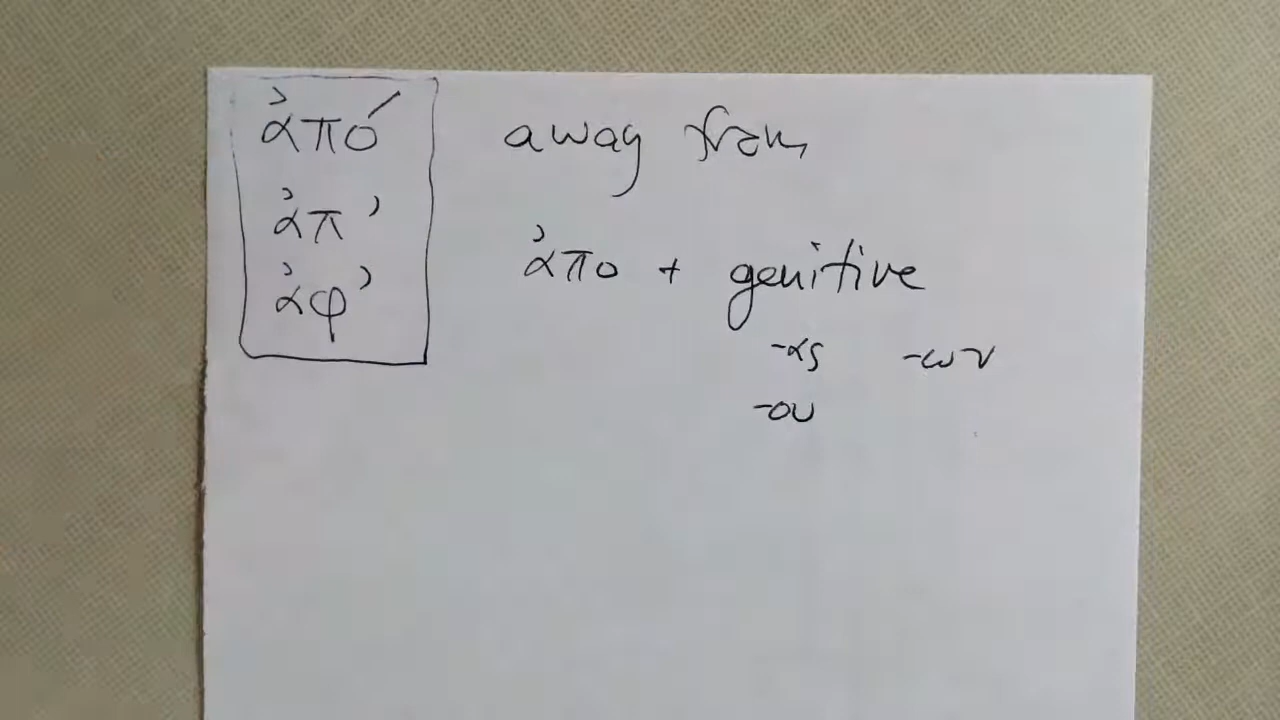 ἀπό away from
ἀπ’
ἀφ’
ἀπο + genitive
-ας -ων
-ου